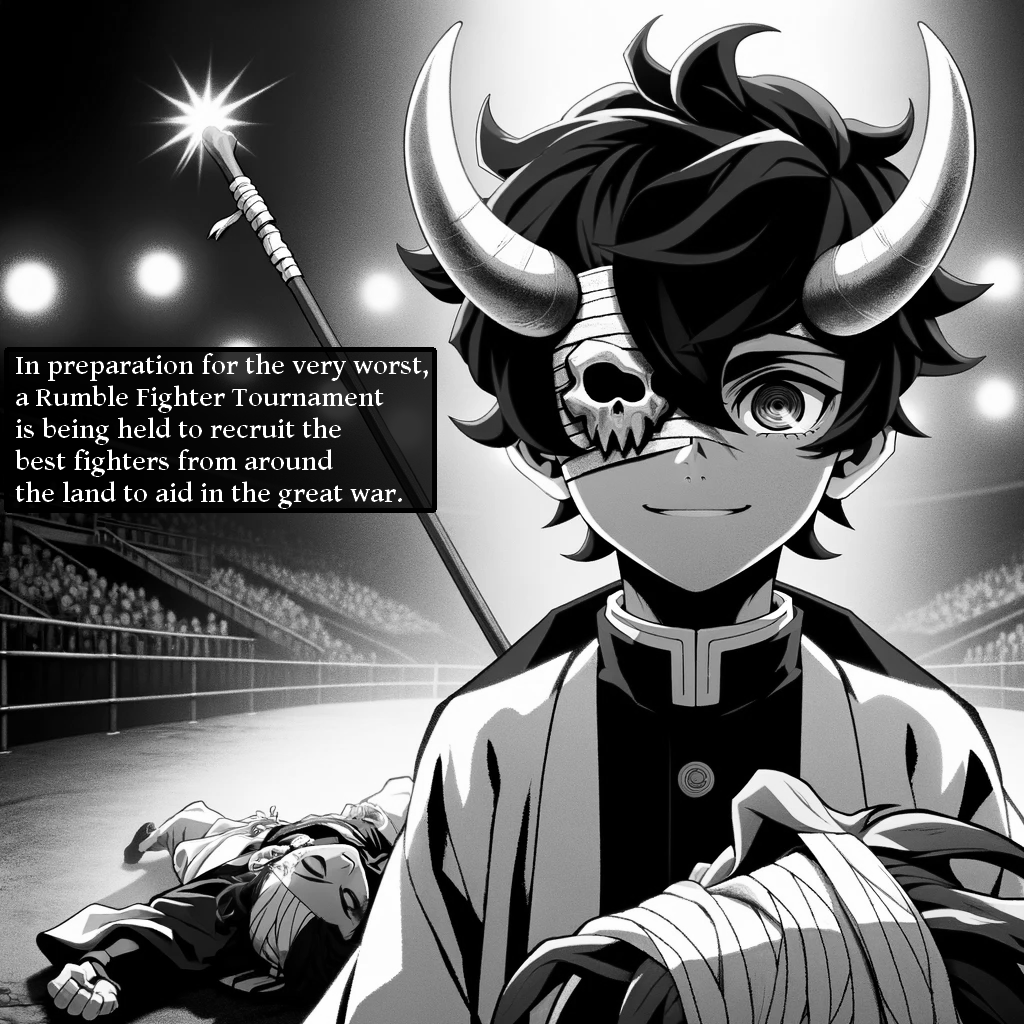 In preparation for the very worst,
a Rumble Fighter Tournament
is being held to recruit the
best fighters from around
the land to aid in the great war.